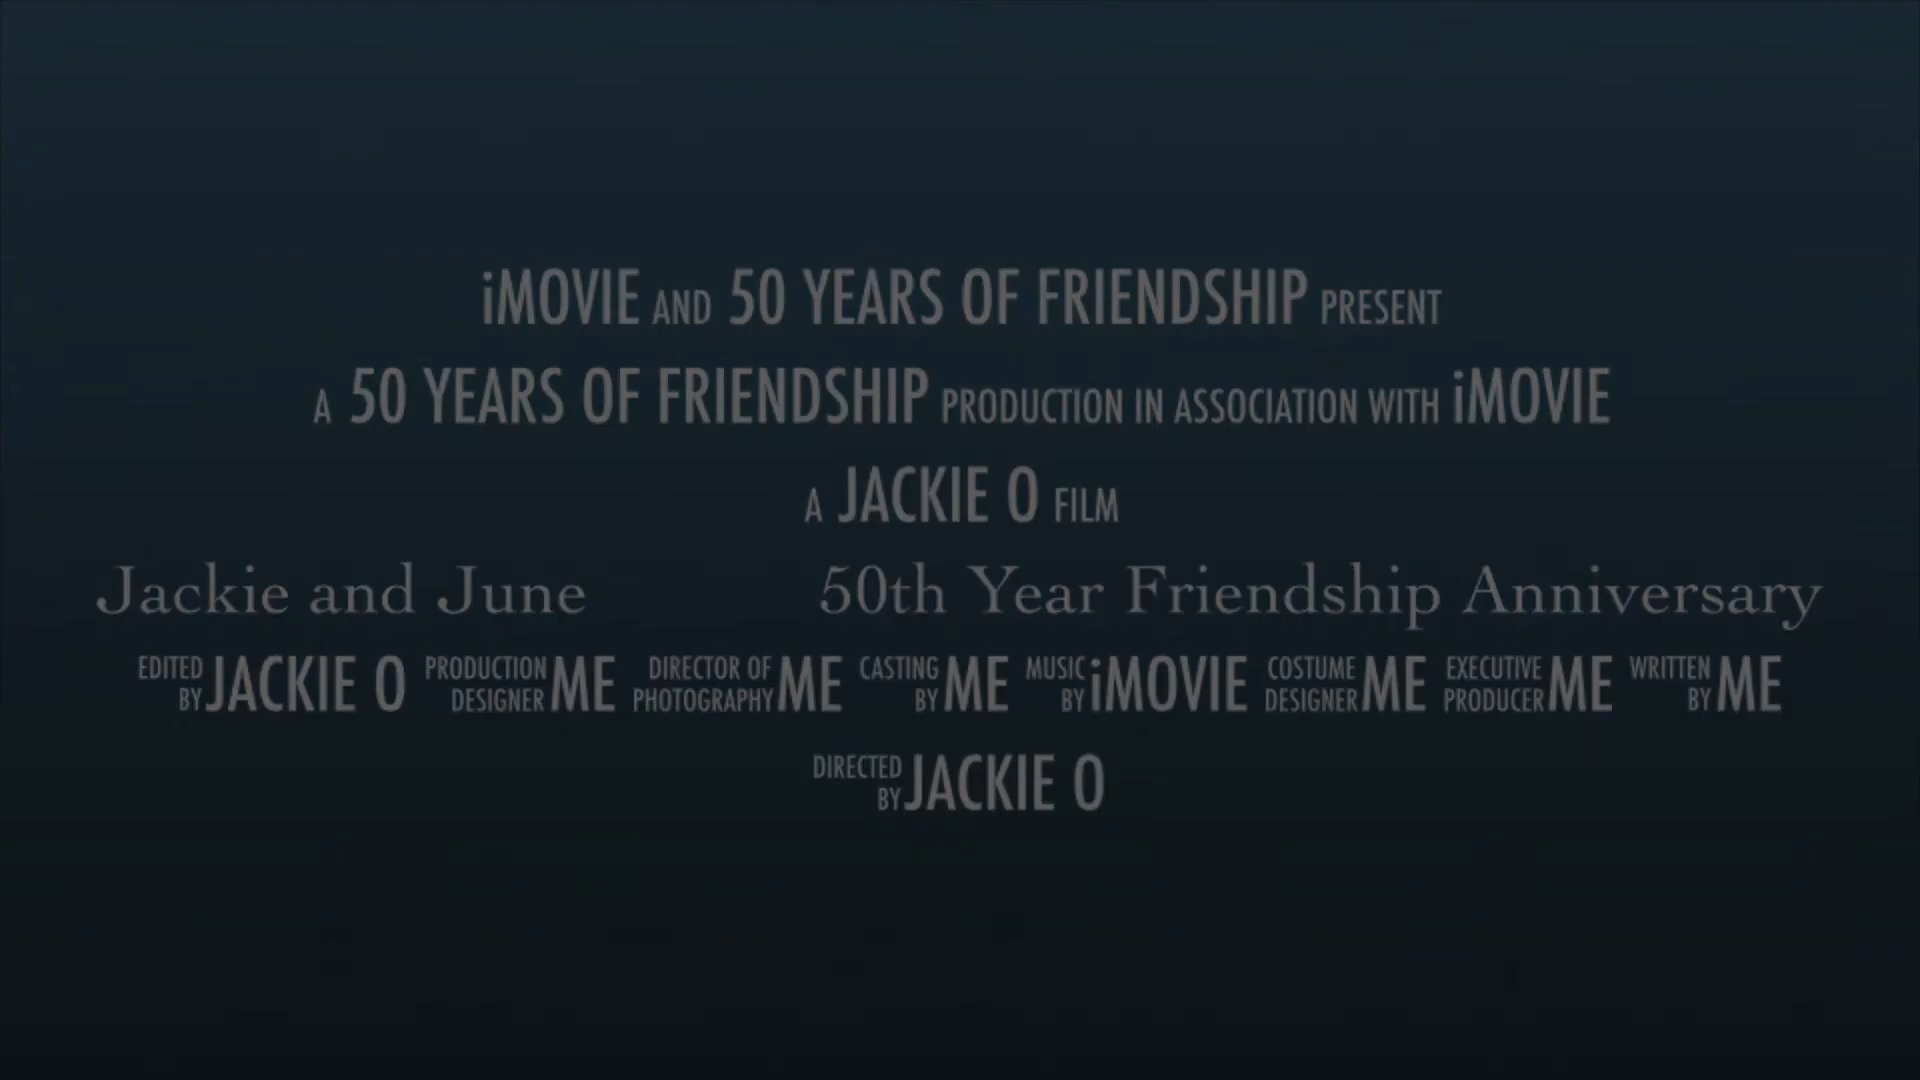 iMOVIE AND 50 YEARS OF FRIENDSHIP PRESENT
A 50 YEARS OF FRIENDSHIP PRODUCTION IN ASSOCIATION WITH iMOVIE
A JACKIE O FILM
Jackie and June 50th Year Friendship Anniversary
EDITED BY JACKIE O PRODUCTION DESIGNER ME DIRECTOR OF PHOTOGRAPHY ME CASTING BY ME MUSIC BY iMOVIE COSTUME DESIGNER ME EXECUTIVE PRODUCER ME WRITTEN BY ME
DIRECTED BY JACKIE O